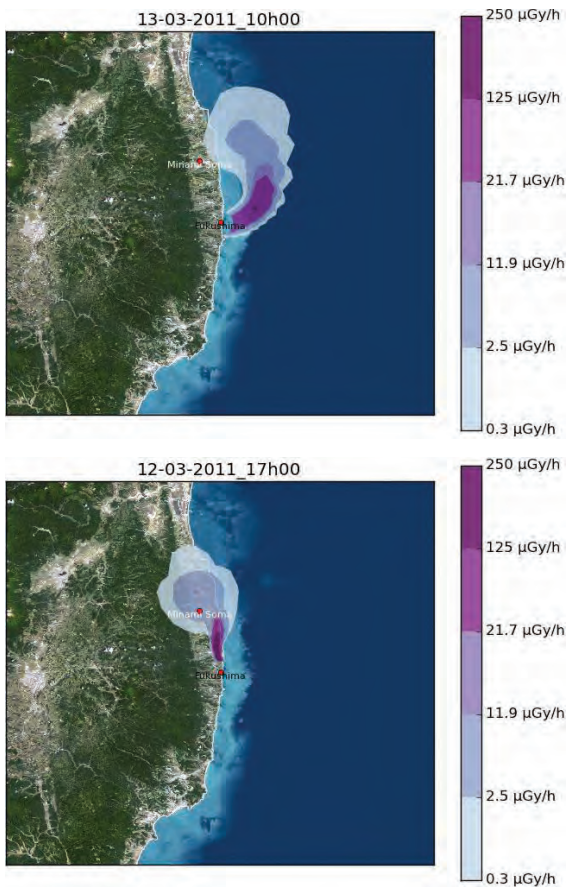 13-03-2011_10h00
Minami Soma
Fukushima
250 µGy/h
125 µGy/h
21.7 µGy/h
11.9 µGy/h
2.5 µGy/h
0.3 µGy/h
12-03-2011_17h00
Minami Soma
Fukushima
250 µGy/h
125 µGy/h
21.7 µGy/h
11.9 µGy/h
2.5 µGy/h
0.3 µGy/h